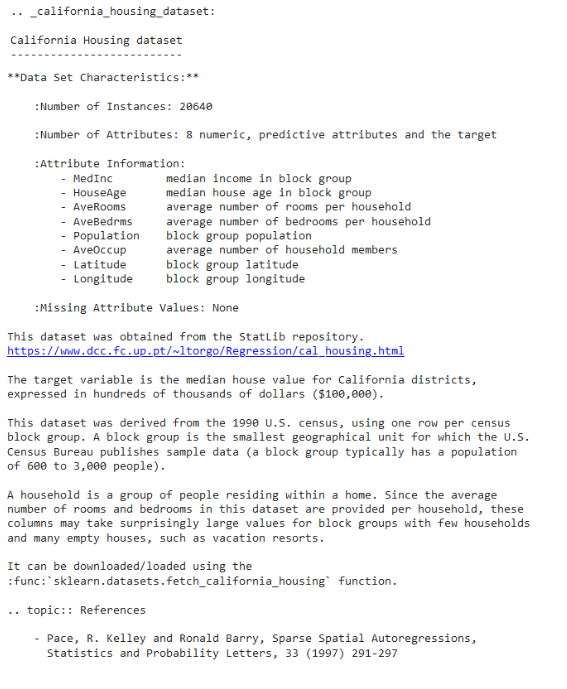 .. _california_housing_dataset:
California Housing dataset
--------------------------
**Data Set Characteristics:**
:Number of Instances: 20640
:Number of Attributes: 8 numeric, predictive attributes and the target
:Attribute Information:
- MedInc        median income in block group
- HouseAge      median house age in block group
- AveRooms      average number of rooms per household
- AveBedrms     average number of bedrooms per household
- Population    block group population
- AveOccup      average number of household members
- Latitude      block group latitude
- Longitude     block group longitude
:Missing Attribute Values: None
This dataset was obtained from the StatLib repository.
https://www.dcc.fc.up.pt/~ltorgo/Regression/cal_housing.html
The target variable is the median house value for California districts,
expressed in hundreds of thousands of dollars ($100,000).
This dataset was derived from the 1990 U.S. census, using one row per census
block group. A block group is the smallest geographical unit for which the U.S.
Census Bureau publishes sample data (a block group typically has a population
of 600 to 3,000 people).
A household is a group of people residing within a home. Since the average
number of rooms and bedrooms in this dataset are provided per household, these
columns may take surprisingly large values for block groups with few households
and many empty houses, such as vacation resorts.
It can be downloaded/loaded using the
:func:`sklearn.datasets.fetch_california_housing` function.
.. topic:: References
- Pace, R. Kelley and Ronald Barry, Sparse Spatial Autoregressions,
Statistics and Probability Letters, 33 (1997) 291-297